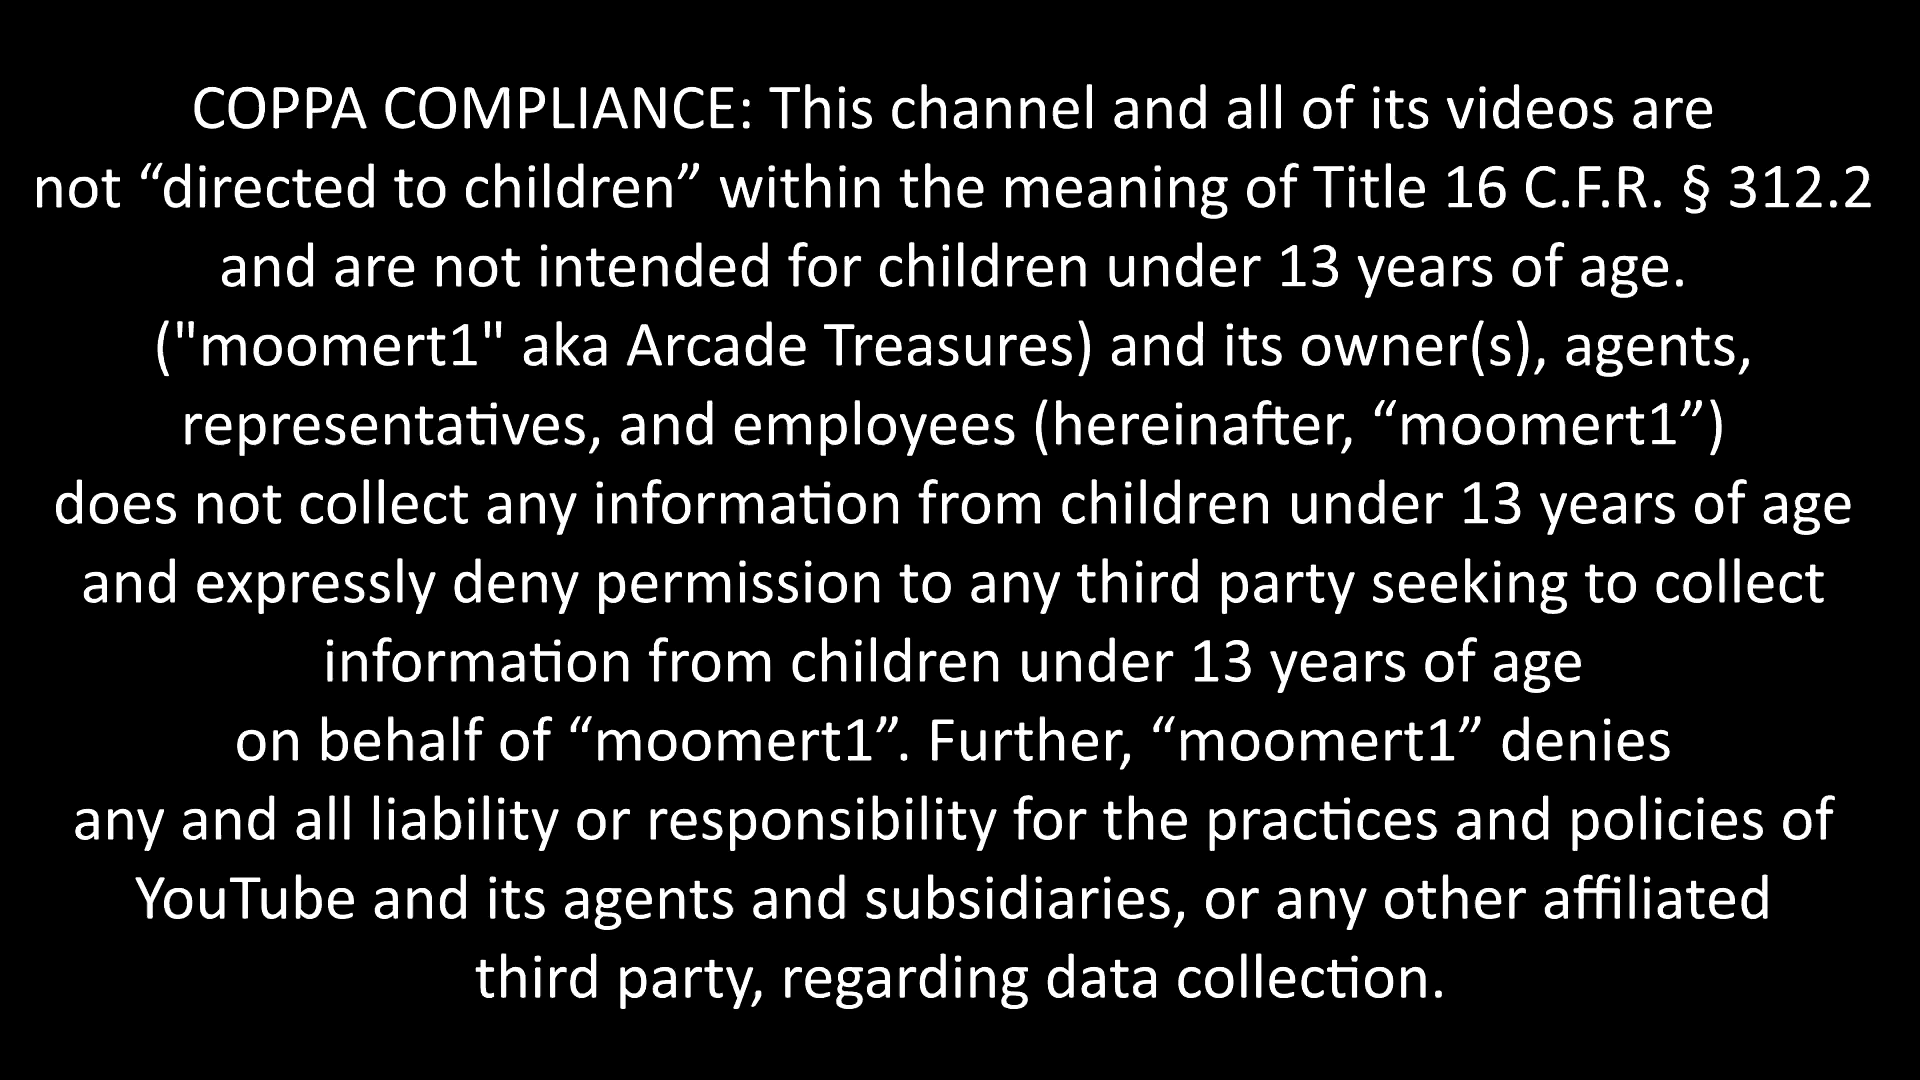 COPPA COMPLIANCE: This channel and all of its videos are
not “directed to children” within the meaning of Title 16 C.F.R. § 312.2
and are not intended for children under 13 years of age.
("moomert1" aka Arcade Treasures) and its owner(s), agents,
representatives, and employees (hereinafter, “moomert1”)
does not collect any information from children under 13 years of age
and expressly deny permission to any third party seeking to collect
information from children under 13 years of age
on behalf of “moomert1”. Further, “moomert1” denies
any and all liability or responsibility for the practices and policies of
YouTube and its agents and subsidiaries, or any other affiliated
third party, regarding data collection.